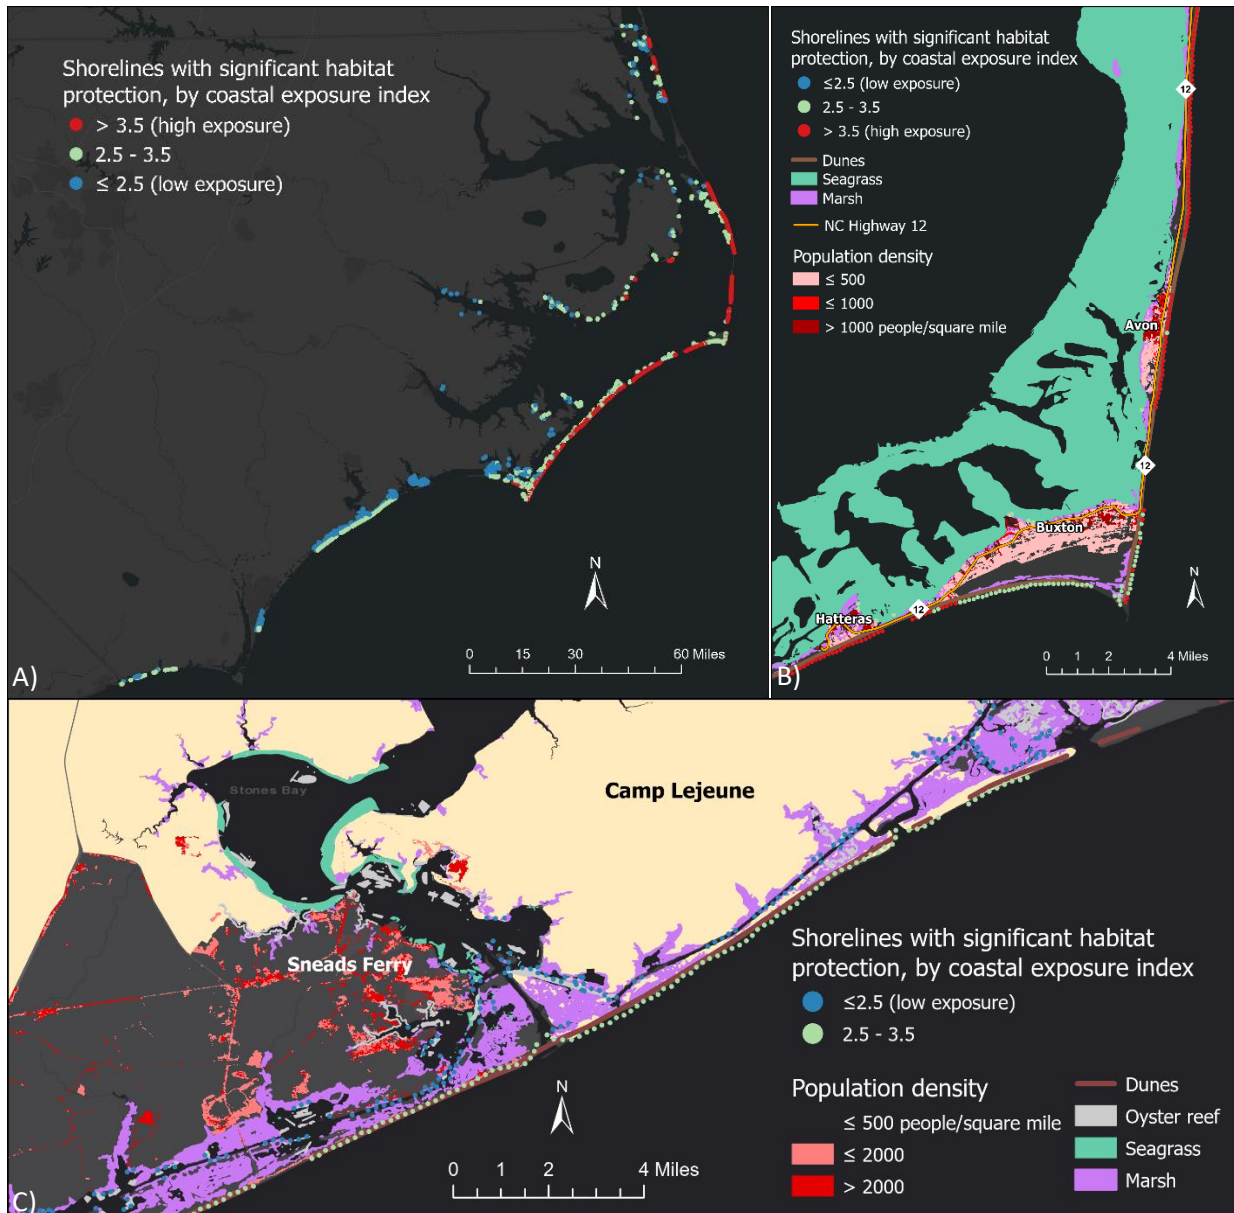 Shorelines with significant habitat
protection, by coastal exposure index
> 3.5 (high exposure)
2.5 - 3.5
≤ 2.5 (low exposure)
N
0 15 30 60 Miles
A)
Shorelines with significant habitat
protection, by coastal exposure index
≤2.5 (low exposure)
2.5 - 3.5
> 3.5 (high exposure)
Dunes
Seagrass
Marsh
NC Highway 12
Population density
≤ 500
≤ 1000
> 1000 people/square mile
12
Avon
12
Buxton
Hatteras
12
N
0 1 2 4 Miles
B)
Stones Bay
Camp Lejeune
Sneads Ferry
Shorelines with significant habitat
protection, by coastal exposure index
≤2.5 (low exposure)
2.5 - 3.5
Population density
≤ 500 people/square mile
≤ 2000
> 2000
Dunes
Oyster reef
Seagrass
Marsh
N
0 2 4 Miles
C)